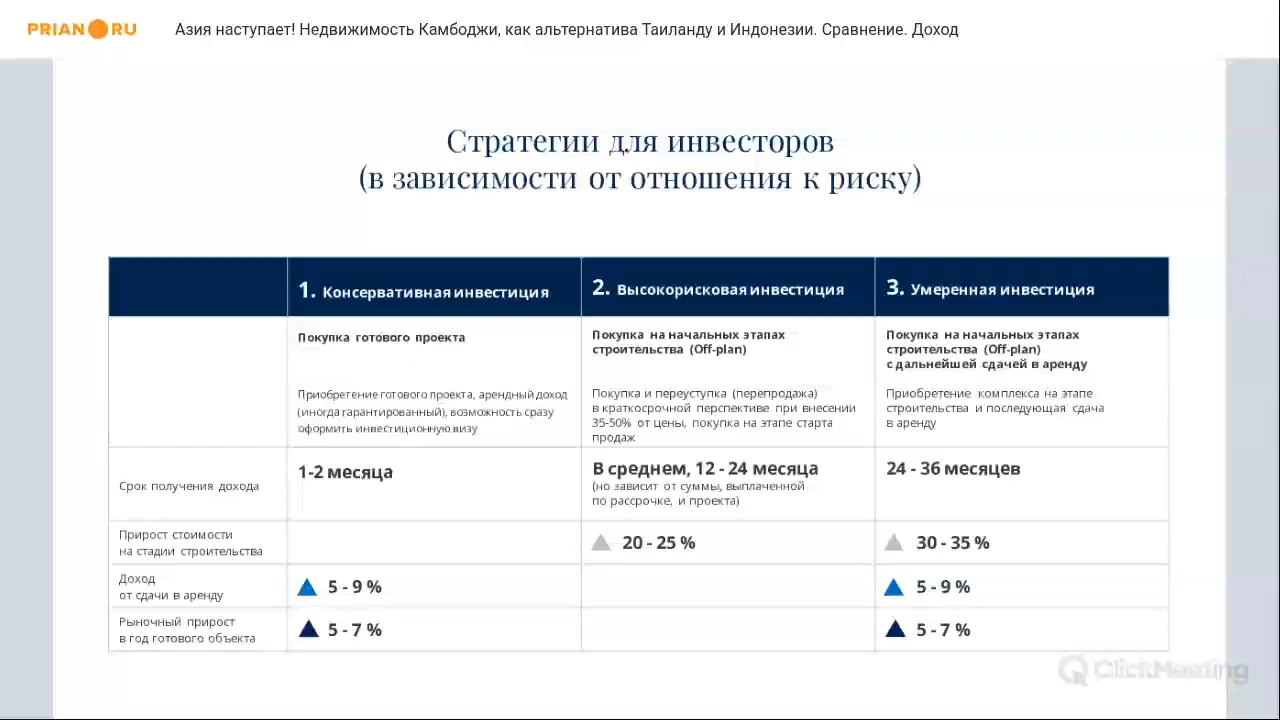 PRIAN RU
Азия наступает! Недвижимость Камбоджи, как альтернатива Таиланду и Индонезии. Сравнение. Доход
Стратегии для инвесторов
(в зависимости от отношения к риску)
1. Консервативная инвестиция
2. Высокорисковая инвестиция
3. Умеренная инвестиция
Покупка готового проекта
Приобретение готового проекта, арендный доход
(иногда гарантированный), возможность сразу
оформить инвестиционную визу
Покупка на начальных этапах
строительства (Off-plan)
Покупка и переуступка (перепродажа)
в краткосрочной перспективе при внесении
35-50% от цены, покупка на этапе старта
продаж
Покупка на начальных этапах
строительства (Off-plan)
с дальнейшей сдачей в аренду
Приобретение комплекса на этапе
строительства и последующая сдача
в аренду
Срок получения дохода
1-2 месяца
В среднем, 12 - 24 месяца
(но зависит от суммы, выплаченной
по рассрочке, и проекта)
24 - 36 месяцев
Прирост стоимости
на стадии строительства
20 - 25 %
30 - 35 %
Доход
от сдачи в аренду
5 - 9 %
5 - 9 %
Рыночный прирост
в год готового объекта
5 - 7 %
5 - 7 %
ClickMeeting